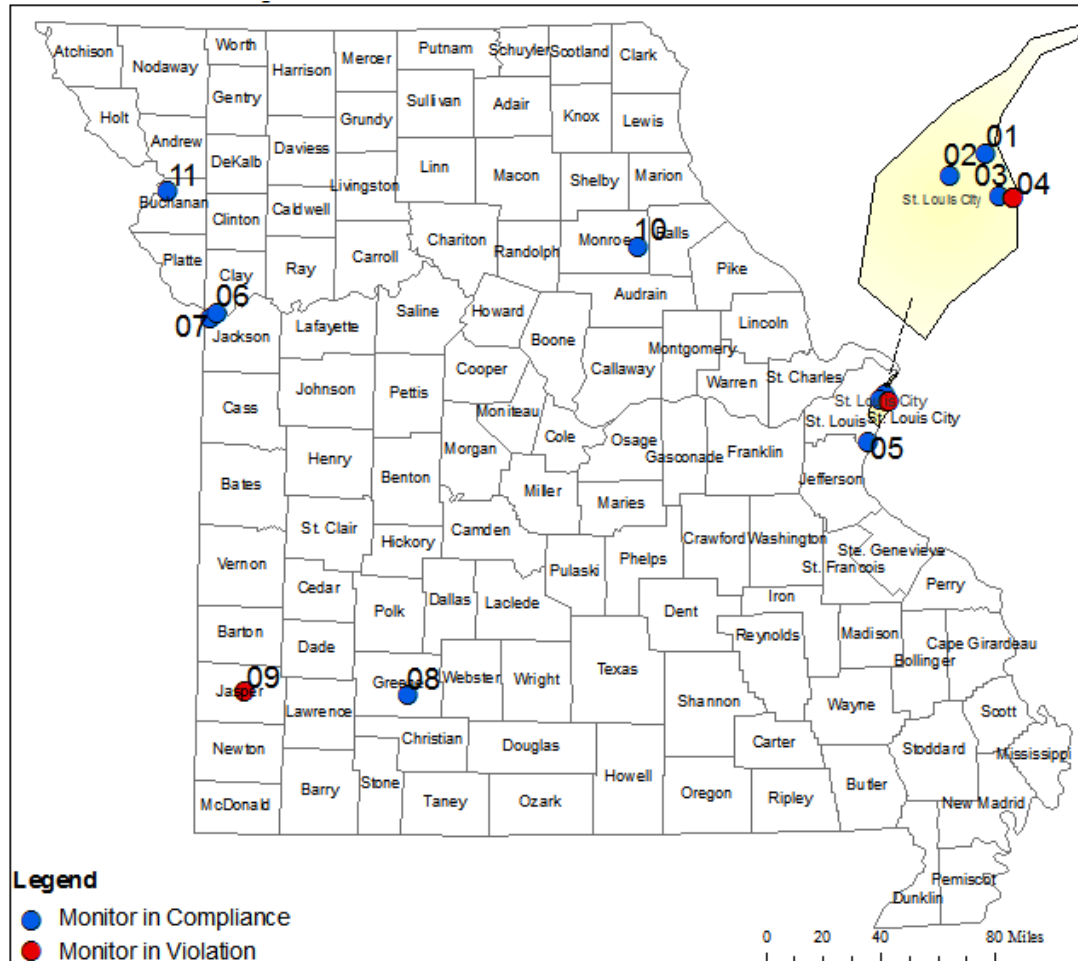 Atchison
Worth
Nodaway
Harrison
Mercer
Putnam
Schuyler
Scotland
Clark
Gentry
Sullivan
Adair
Holt
Grundy
Knox
Lewis
Andrew
DeKalb
Daviess
Linn
Macon
Shelby
Marion
Livingston
11
Buchanan
Clinton
Caldwell
Chariton
Randolph
Monroe
10
Ralls
Platte
Clay
Ray
Carroll
Pike
06
07
Jackson
Lafayette
Saline
Howard
Boone
Audrain
Lincoln
Montgomery
Callaway
Warren
St. Charles
Cooper
Johnson
Pettis
Cass
Moniteau
Cole
Osage
Gasconade
Franklin
St. Louis City
St. Louis
St. Louis City
05
Jefferson
Morgan
Henry
Benton
Bates
Miller
Maries
St. Clair
Camden
Hickory
Crawford
Washington
Ste. Genevieve
St. Francois
Perry
Vernon
Pulaski
Phelps
Cedar
Polk
Dallas
Laclede
Dent
Iron
Reynolds
Madison
Cape Girardeau
Bollinger
Barton
Dade
Texas
Jasper
09
Greene
08
Webster
Wright
Shannon
Wayne
Scott
Lawrence
Newton
Christian
Douglas
Carter
Stoddard
Mississippi
Howell
McDonald
Barry
Stone
Taney
Ozark
Oregon
Ripley
Butler
New Madrid
Pemiscot
Dunklin
01
02
03
04
St. Louis City
Legend
Monitor in Compliance
Monitor in Violation
0 20 40 80 Miles